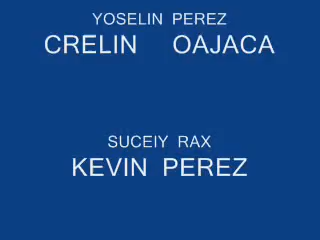 YOSELIN PEREZ
CRELIN OAJACA
SUCEIY RAX
KEVIN PEREZ